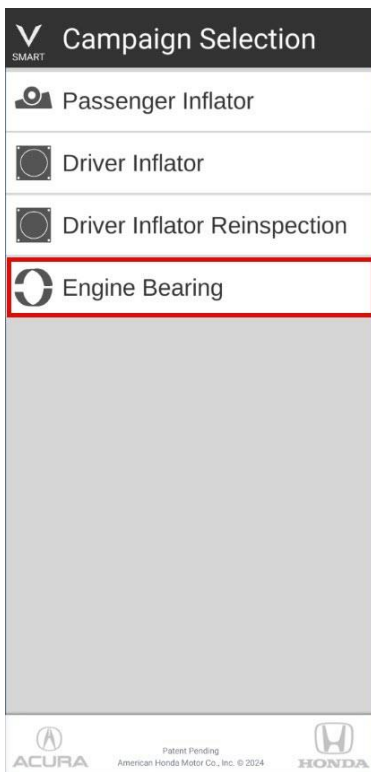 V
SMART
Campaign Selection
Passenger Inflator
Driver Inflator
Driver Inflator Reinspection
Engine Bearing
ACURA
Patent Pending
American Honda Motor Co., Inc. © 2024
HONDA